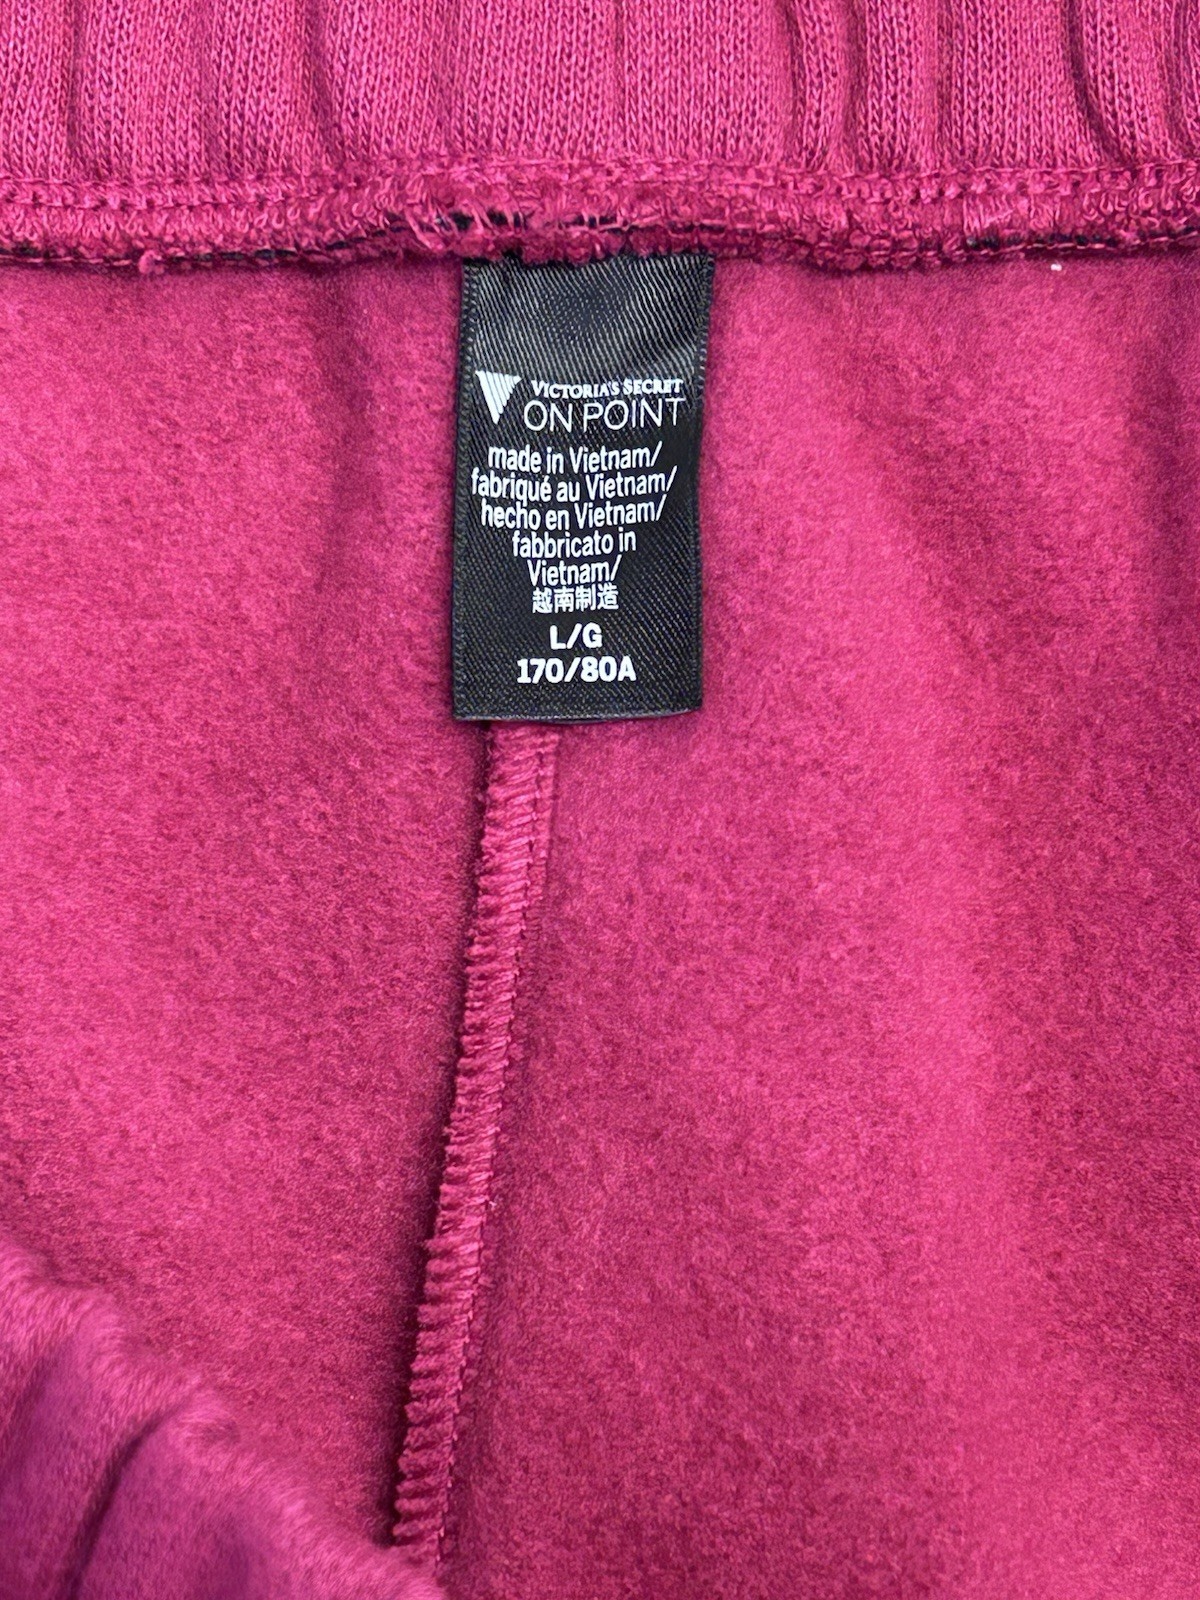 VICTORIA'S SECRET
ON POINT
made in Vietnam/
fabriqué au Vietnam/
hecho en Vietnam/
fabbricato in
Vietnam/
越南制造
L/G
170/80A